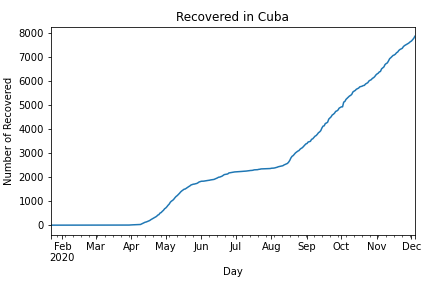 Recovered in Cuba
Number of Recovered
8000
7000
6000
5000
4000
3000
2000
1000
0
Feb Mar Apr May Jun Jul Aug Sep Oct Nov Dec
2020
Day